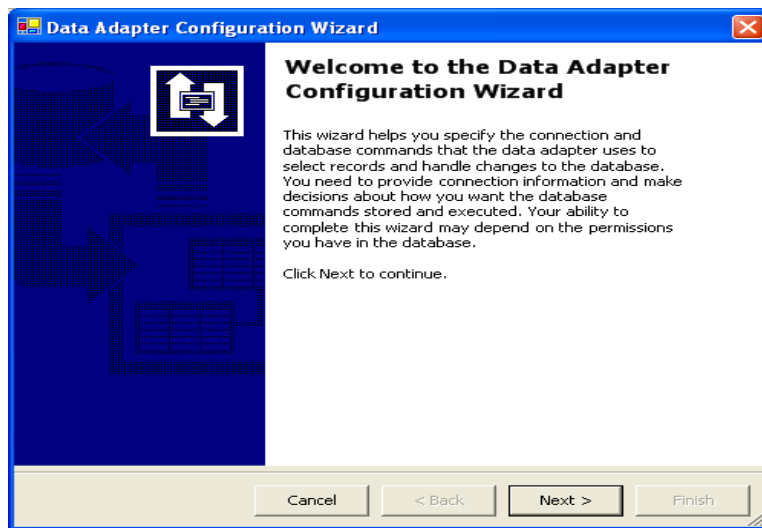 Data Adapter Configuration Wizard
Welcome to the Data Adapter
Configuration Wizard
This wizard helps you specify the connection and
database commands that the data adapter uses to
select records and handle changes to the database.
You need to provide connection information and make
decisions about how you want the database
commands stored and executed. Your ability to
complete this wizard may depend on the permissions
you have in the database.
Click Next to continue.
Cancel < Back Next > Finish